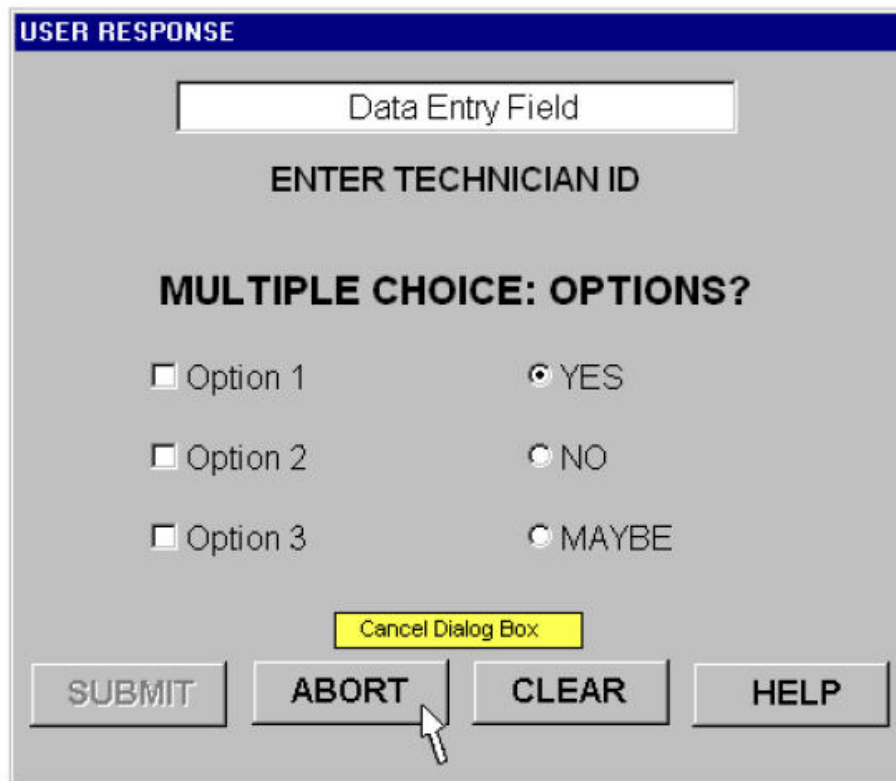 USER RESPONSE
Data Entry Field
ENTER TECHNICIAN ID
MULTIPLE CHOICE: OPTIONS?
Option 1 YES
Option 2 NO
Option 3 MAYBE
Cancel Dialog Box
SUBMIT ABORT CLEAR HELP